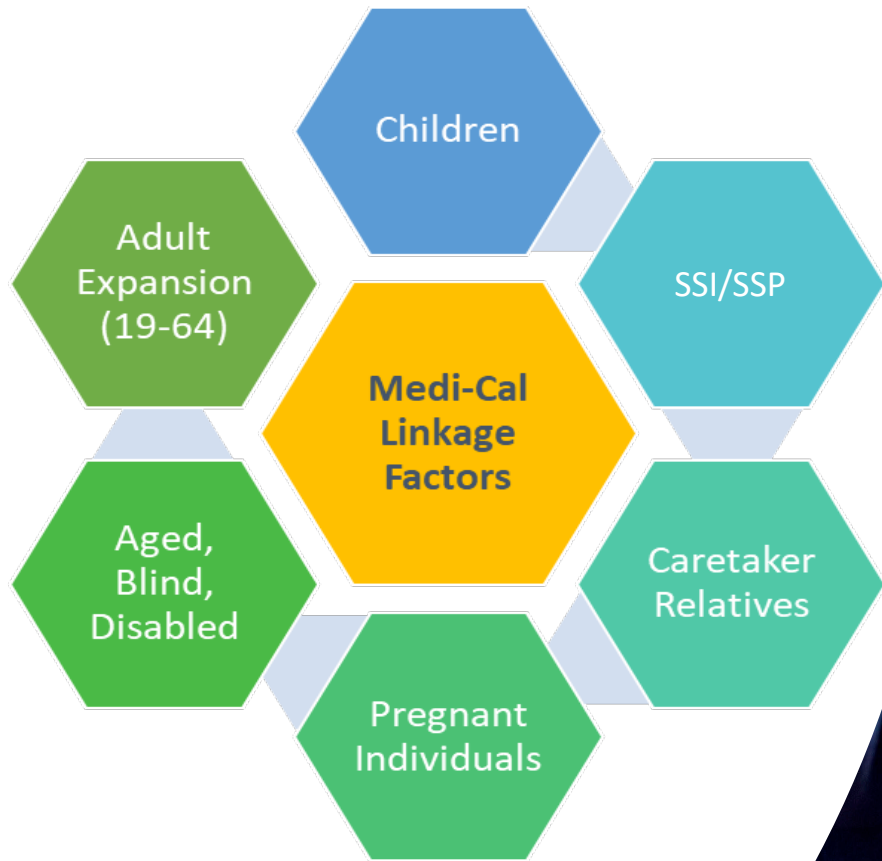 Children
SSI/SSP
Caretaker
Relatives
Pregnant
Individuals
Aged,
Blind,
Disabled
Adult
Expansion
(19-64)
Medi-Cal
Linkage
Factors